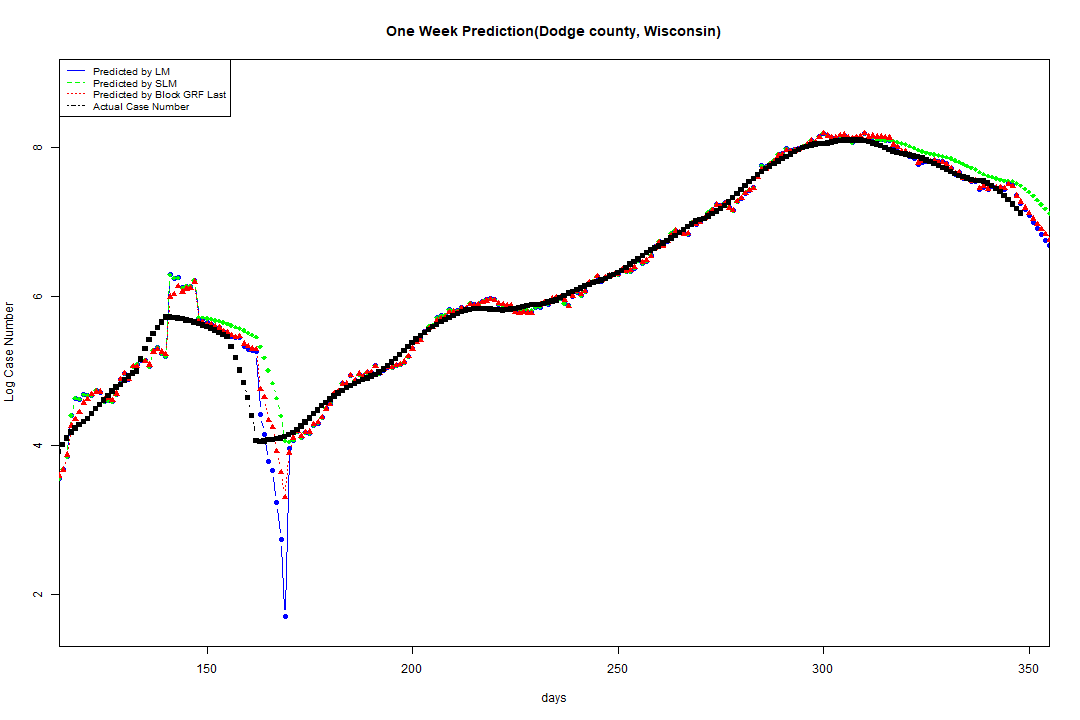 One Week Prediction(Dodge county, Wisconsin)
Predicted by LM
Predicted by SLM
Predicted by Block GRF Last
Actual Case Number
8
6
4
2
Log Case Number
150 200 250 300 350
days